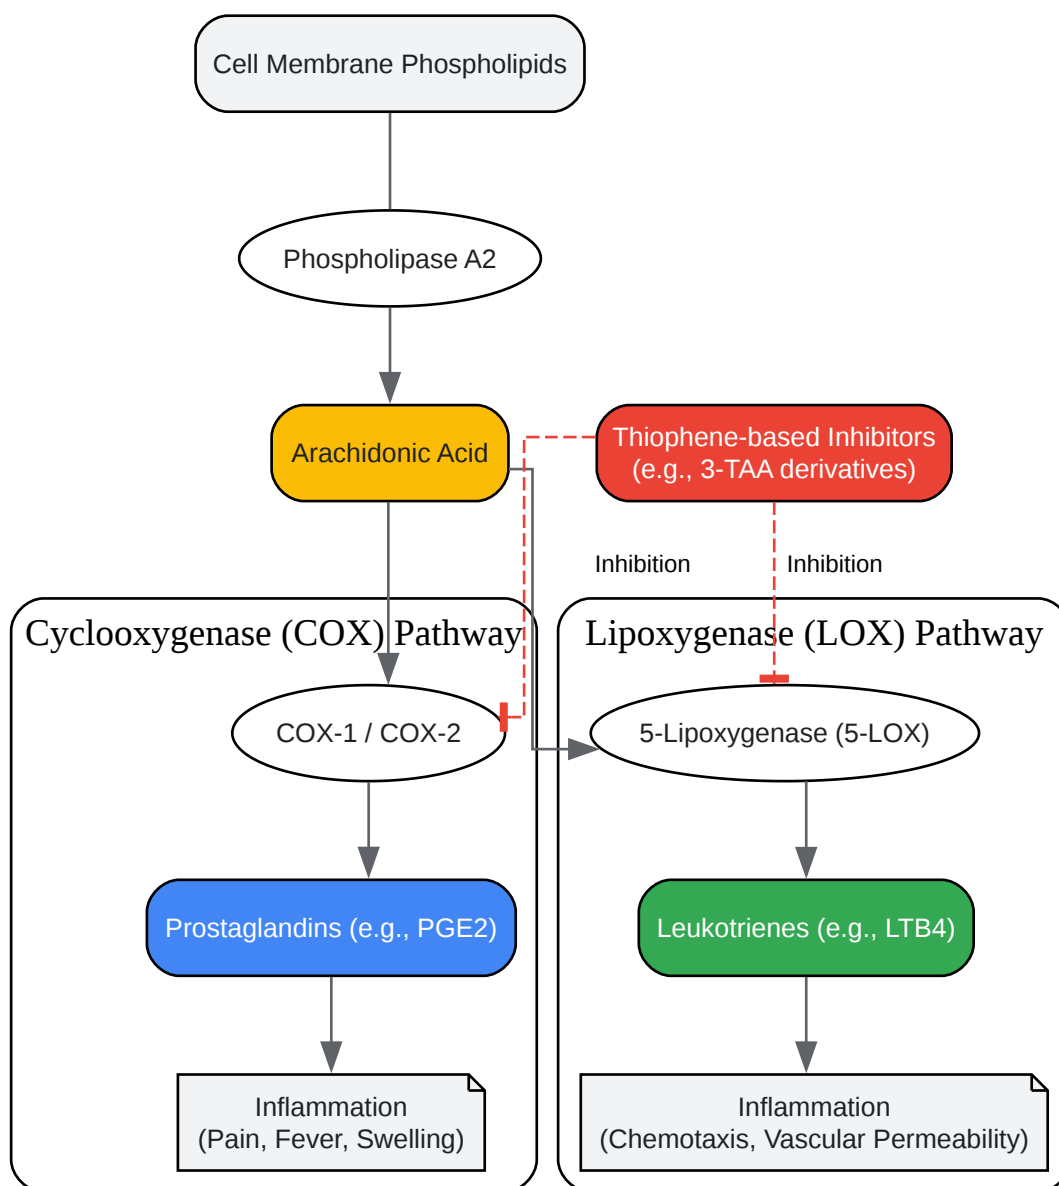 Cell Membrane Phospholipids
Phospholipase A2
Arachidonic Acid
Thiophene-based Inhibitors
(e.g., 3-TAA derivatives)
Inhibition
Inhibition
Cyclooxygenase (COX) Pathway
Lipoxygenase (LOX) Pathway
COX-1 / COX-2
5-Lipoxygenase (5-LOX)
Prostaglandins (e.g., PGE2)
Leukotrienes (e.g., LTB4)
Inflammation
(Pain, Fever, Swelling)
Inflammation
(Chemotaxis, Vascular Permeability)